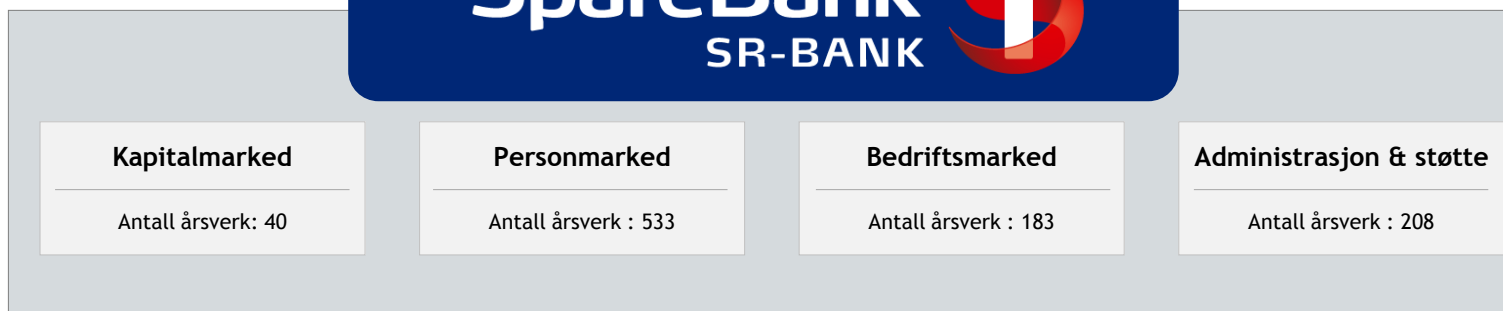 SpareBank
SR-BANK
Kapitalmarked
Antall årsverk: 40
Personmarked
Antall årsverk : 533
Bedriftsmarked
Antall årsverk : 183
Administrasjon & støtte
Antall årsverk : 208